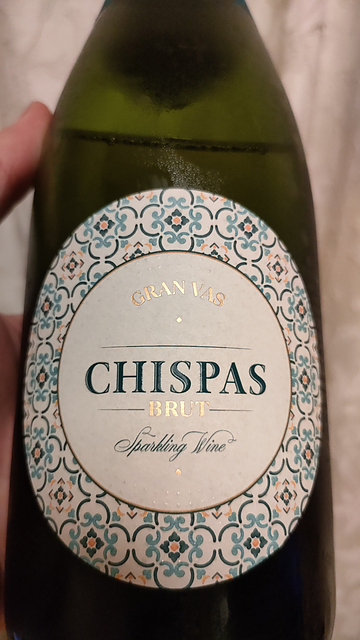 GRAN VAS
CHISPAS
BRUT
Sparkling Wine